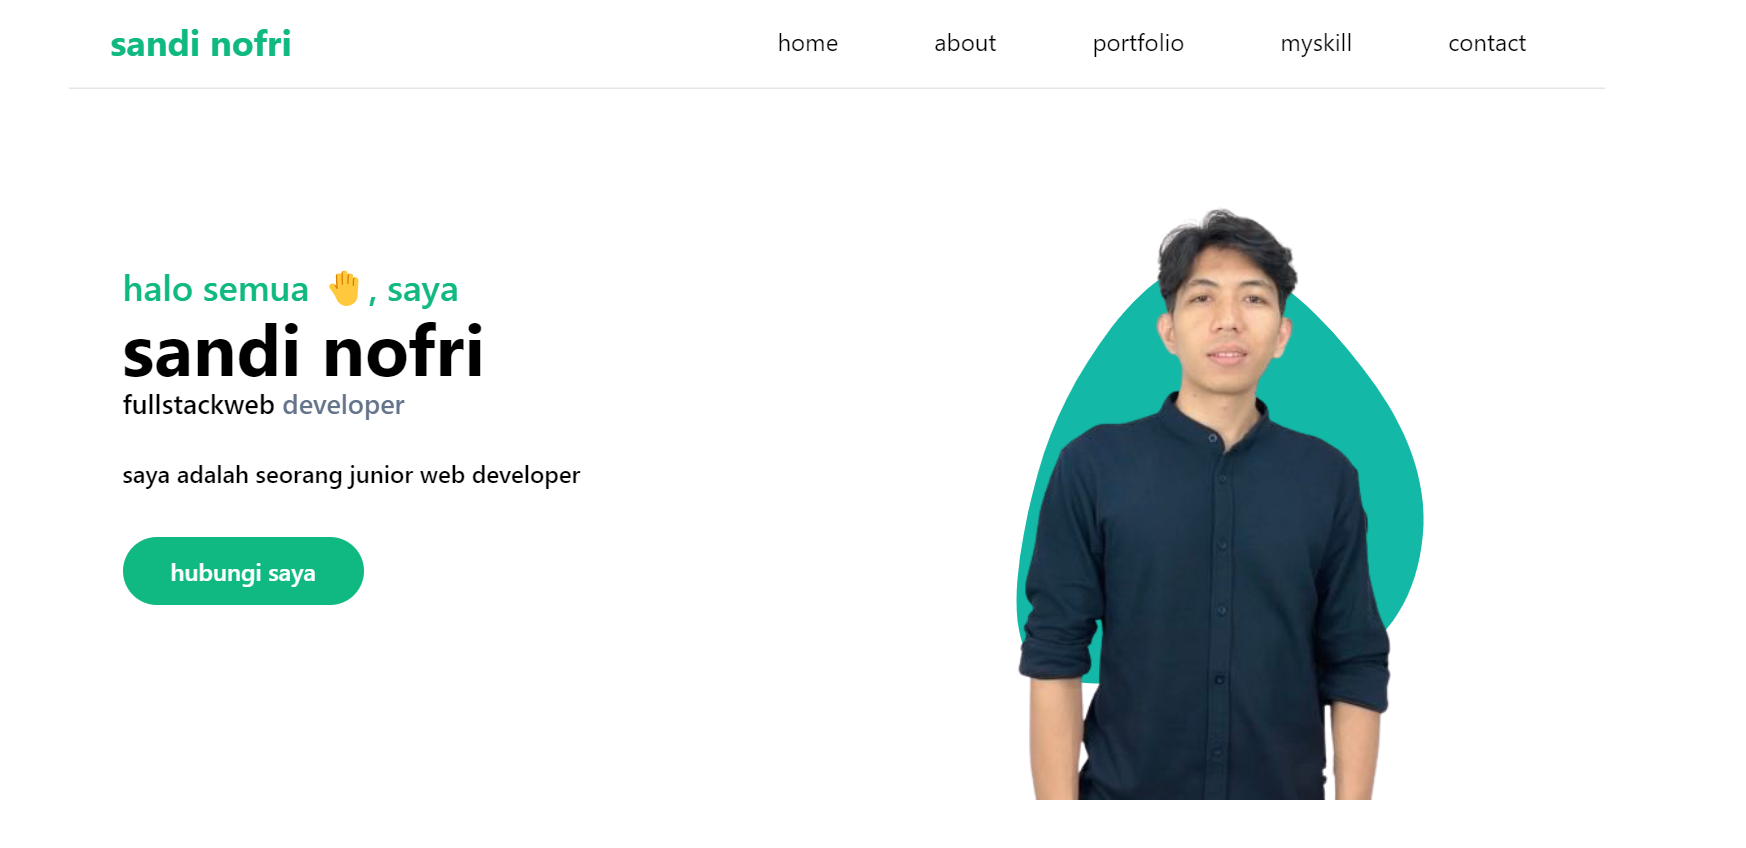 sandi nofri
home about portfolio myskill contact
halo semua 🤚, saya
sandi nofri
fullstackweb developer
saya adalah seorang junior web developer
hubungi saya